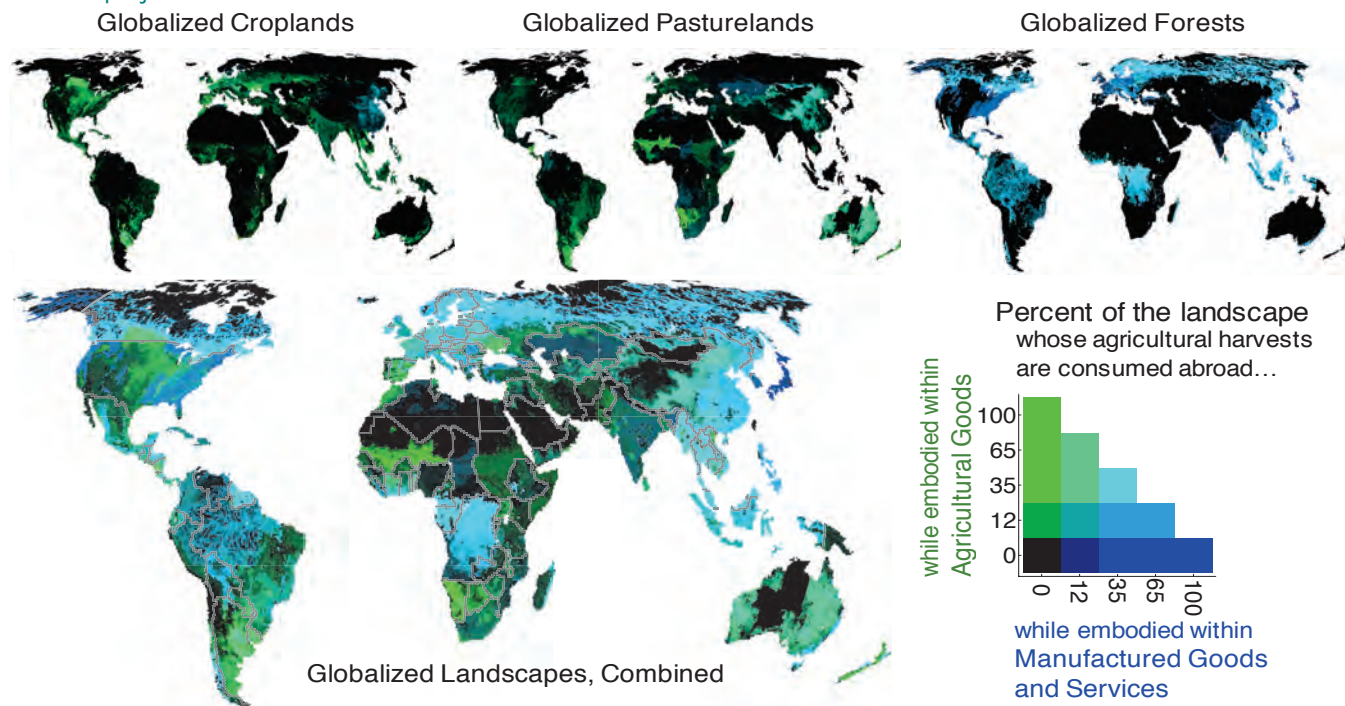 Globalized Croplands
Globalized Pasturelands
Globalized Forests
Globalized Landscapes, Combined
Percent of the landscape
whose agricultural harvests
are consumed abroad…
while embodied within
Agricultural Goods
100
65
35
12
0
0
12
35
65
100
while embodied within
Manufactured Goods
and Services